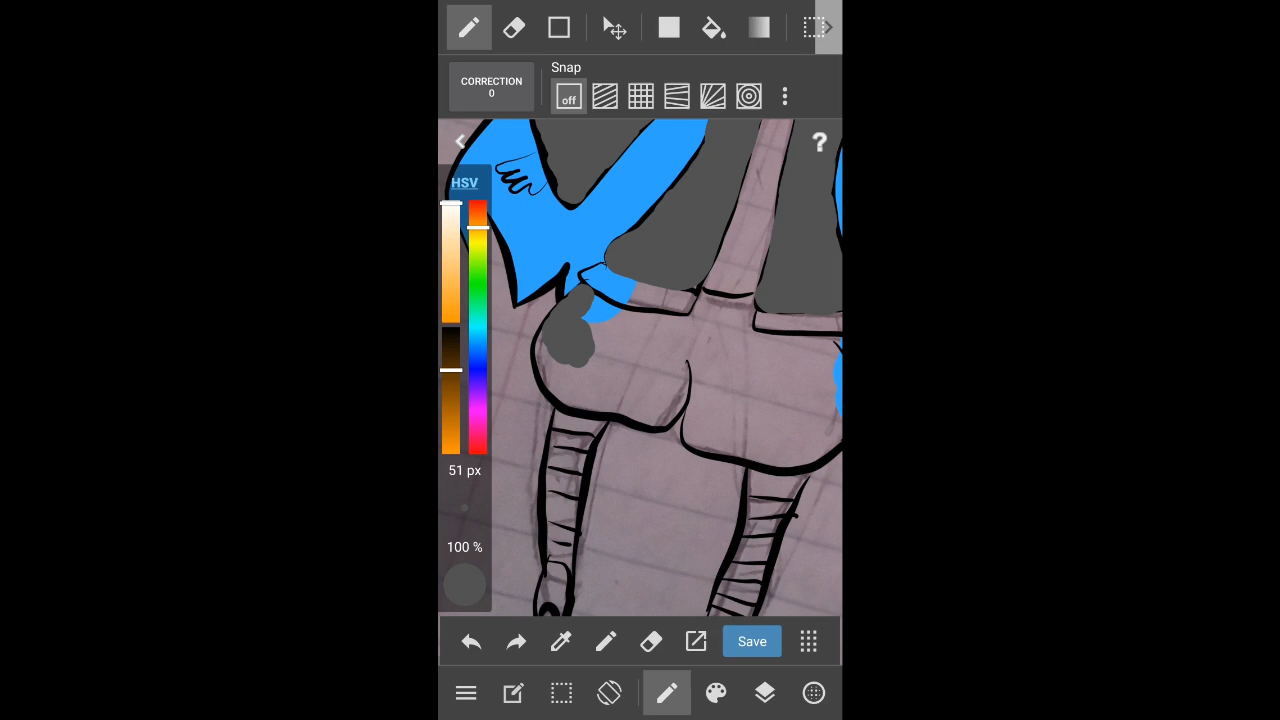 CORRECTION
0
Snap
off
?
HSV
51 px
100 %
Save